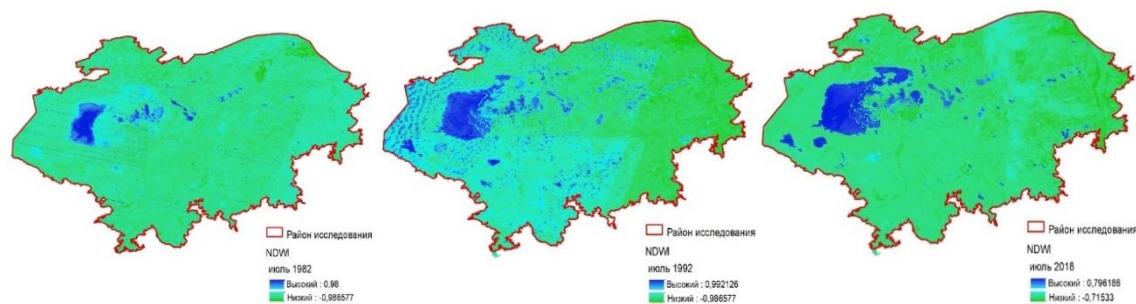 Район исследования
NDWI
июль 1982
Высокий : 0,98
Низкий : -0,986577
Район исследования
NDWI
июль 1992
Высокий : 0,992126
Низкий : -0,986577
Район исследования
NDWI
июль 2018
Высокий : 0,796186
Низкий : -0,71533